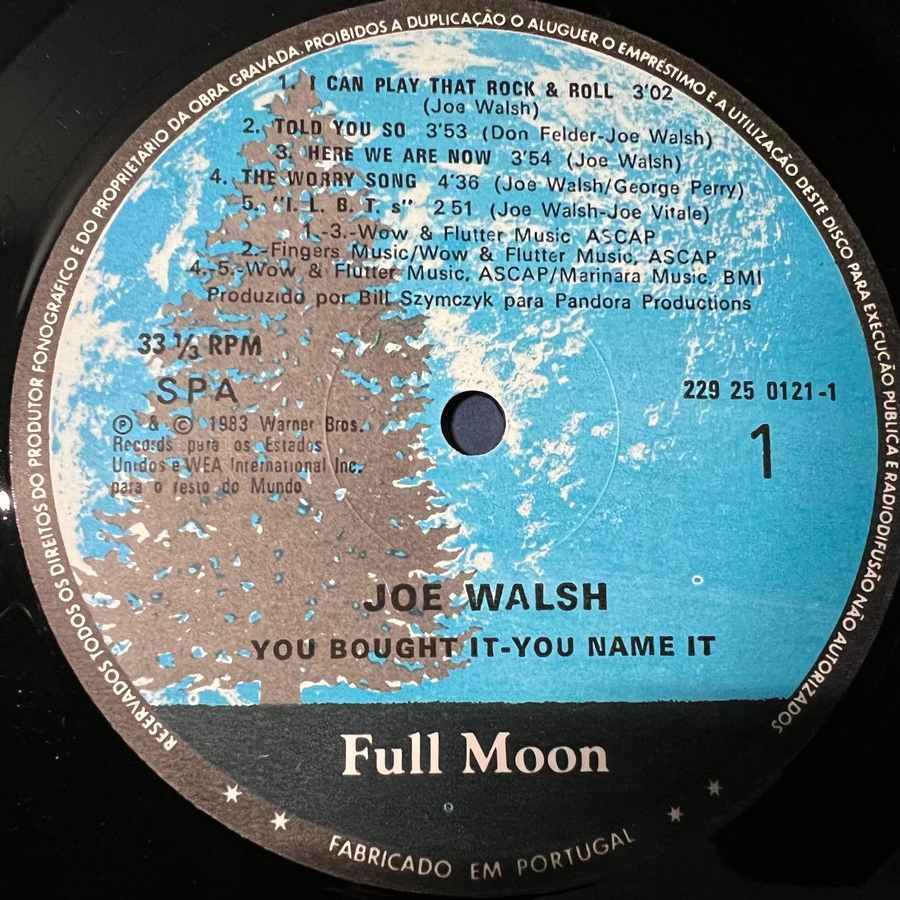 RESERVADOS TODOS OS DIREITOS DO PRODUTOR FONOGRÁFICO E DO PROPRIETÁRIO DA OBRA GRAVADA. PROIBIDOS A DUPLICAÇÃO O ALUGUER, O EMPRÉSTIMO E A UTILIZAÇÃO DESTE DISCO PARA EXECUÇÃO PUBLICA E RADIODIFUSÃO NÃO AUTORIZADOS
1. I CAN PLAY THAT ROCK & ROLL 3'02
(Joe Walsh)
2. TOLD YOU SO 3'53 (Don Felder-Joe Walsh)
3. HERE WE ARE NOW 3'54 (Joe Walsh)
4. THE WORRY SONG 4'36 (Joe Walsh/George Perry)
5. "I. L. B. T. s" 2 51 (Joe Walsh-Joe Vitale)
1.-3.-Wow & Flutter Music, ASCAP
2.-Fingers Music/Wow & Flutter Music, ASCAP
4.-5.-Wow & Flutter Music, ASCAP/Marinara Music, BMI
Produzido por Bill Szymczyk para Pandora Productions
33 1/3 RPM
SPA
229 25 0121-1
℗ & © 1983 Warner Bros.
Records para os Estados
Unidos e WEA International Inc.
para o resto do Mundo
1
JOE WALSH
YOU BOUGHT IT-YOU NAME IT
Full Moon
FABRICADO EM PORTUGAL